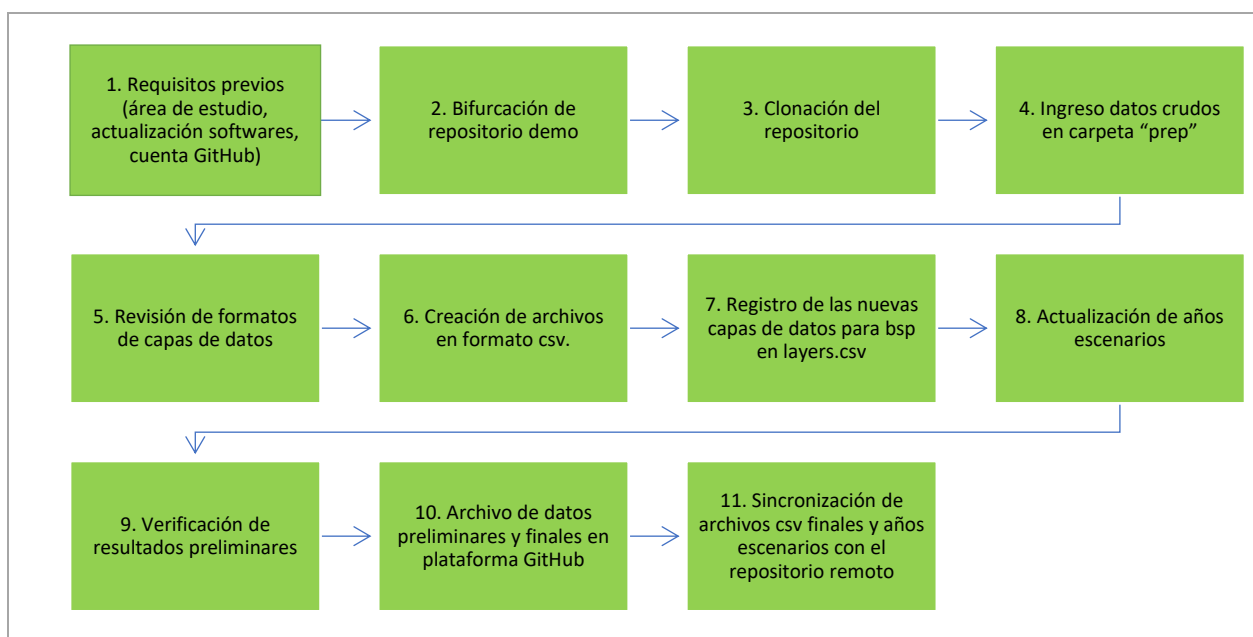 1. Requisitos previos
(área de estudio,
actualización softwares,
cuenta GitHub)
2. Bifurcación de
repositorio demo
3. Clonación del
repositorio
4. Ingreso datos crudos
en carpeta “prep”
5. Revisión de formatos
de capas de datos
6. Creación de archivos
en formato csv.
7. Registro de las nuevas
capas de datos para bsp
en layers.csv
8. Actualización de años
escenarios
9. Verificación de
resultados preliminares
10. Archivo de datos
preliminares y finales en
plataforma GitHub
11. Sincronización de
archivos csv finales y años
escenarios con el
repositorio remoto